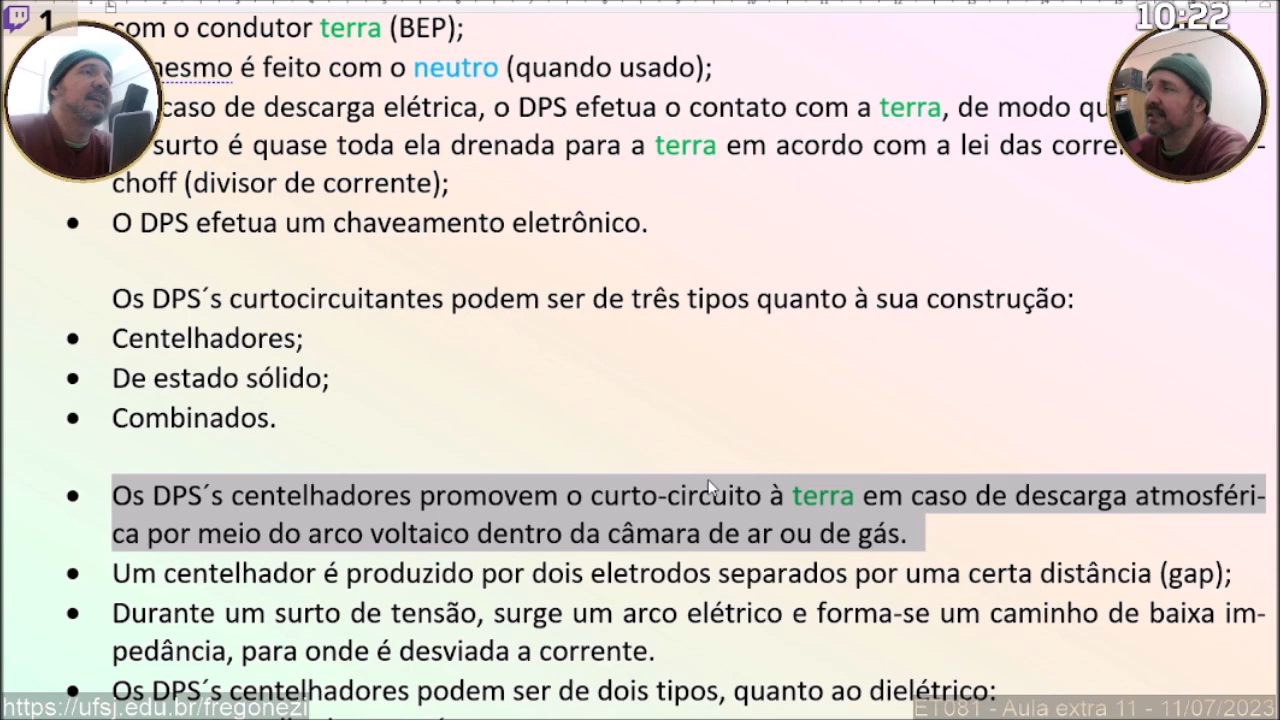 1
10:22
com o condutor terra (BEP);
mesmo é feito com o neutro (quando usado);
caso de descarga elétrica, o DPS efetua o contato com a terra, de modo
surto é quase toda ela drenada para a terra em acordo com a lei das
choff (divisor de corrente);
• O DPS efetua um chaveamento eletrônico.
Os DPS´s curtocircuitantes podem ser de três tipos quanto à sua construção:
• Centelhadores;
• De estado sólido;
• Combinados.
• Os DPS´s centelhadores promovem o curto-circuito à terra em caso de descarga atmosféri-
ca por meio do arco voltaico dentro da câmara de ar ou de gás.
• Um centelhador é produzido por dois eletrodos separados por uma certa distância (gap);
• Durante um surto de tensão, surge um arco elétrico e forma-se um caminho de baixa im-
pedância, para onde é desviada a corrente.
• Os DPS´s centelhadores podem ser de dois tipos, quanto ao dielétrico:
https://ufsj.edu.br/fregonezi
ET081 - Aula extra 11 - 11/07/2023